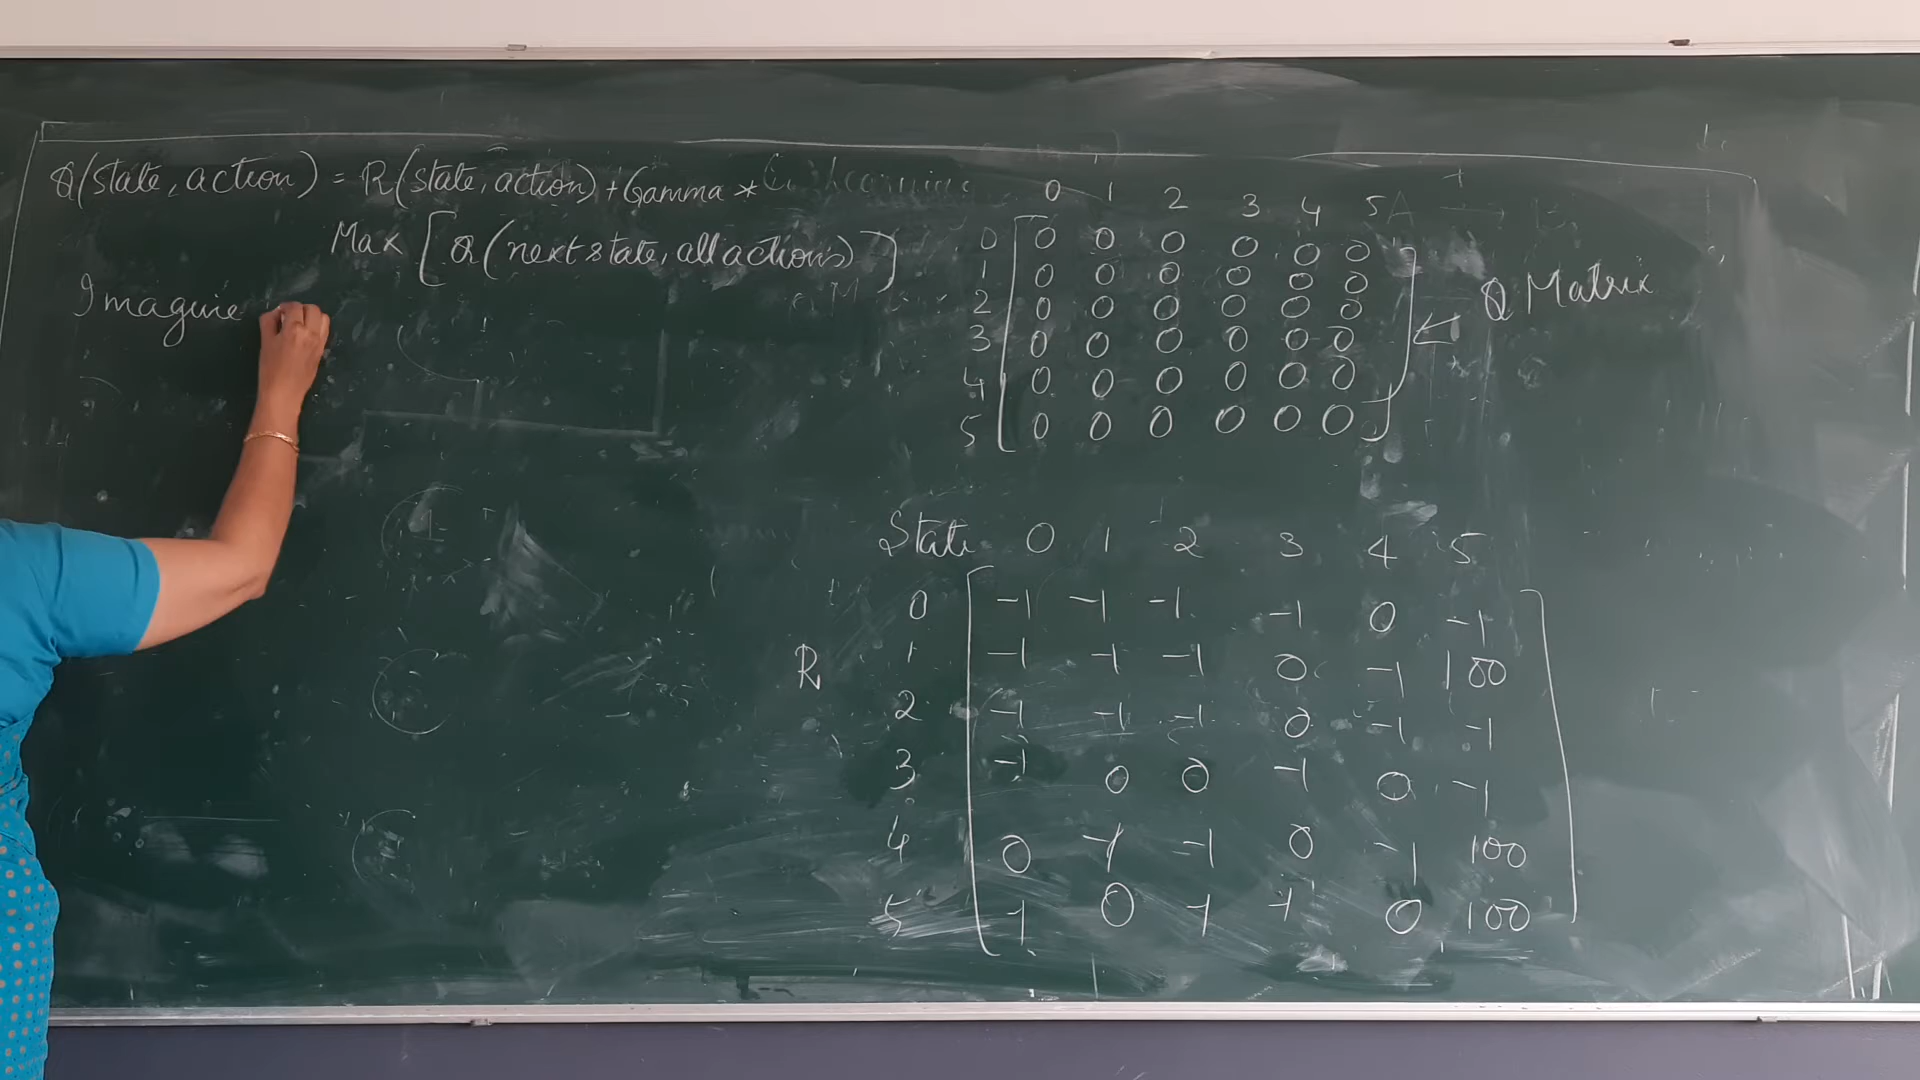 Q(state, action) = R(state, action) + Gamma *
Max [Q(next state, all actions)]
Imagine
0 1 2 3 4 5
0 0 0 0 0 0 0
1 0 0 0 0 0 0
2 0 0 0 0 0 0
3 0 0 0 0 0 0
4 0 0 0 0 0 0
5 0 0 0 0 0 0
Q Matrix
State 0 1 2 3 4 5
R
0 -1 -1 -1 -1 0 -1
1 -1 -1 -1 0 -1 100
2 -1 -1 -1 0 -1 -1
3 -1 0 0 -1 0 -1
4 0 -1 -1 0 -1 100
5 -1 0 -1 -1 0 100